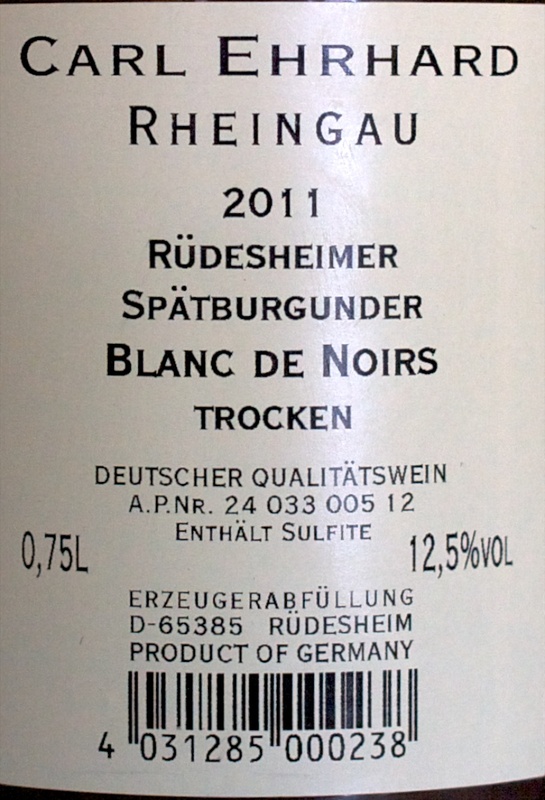 CARL EHRHARD
RHEINGAU
2011
RÜDESHEIMER
SPÄTBURGUNDER
BLANC DE NOIRS
TROCKEN
DEUTSCHER QUALITÄTSWEIN
A.P.NR. 24 033 005 12
ENTHÄLT SULFITE
0,75L 12,5%VOL
ERZEUGERABFÜLLUNG
D-65385 RÜDESHEIM
PRODUCT OF GERMANY
4 031285 000238